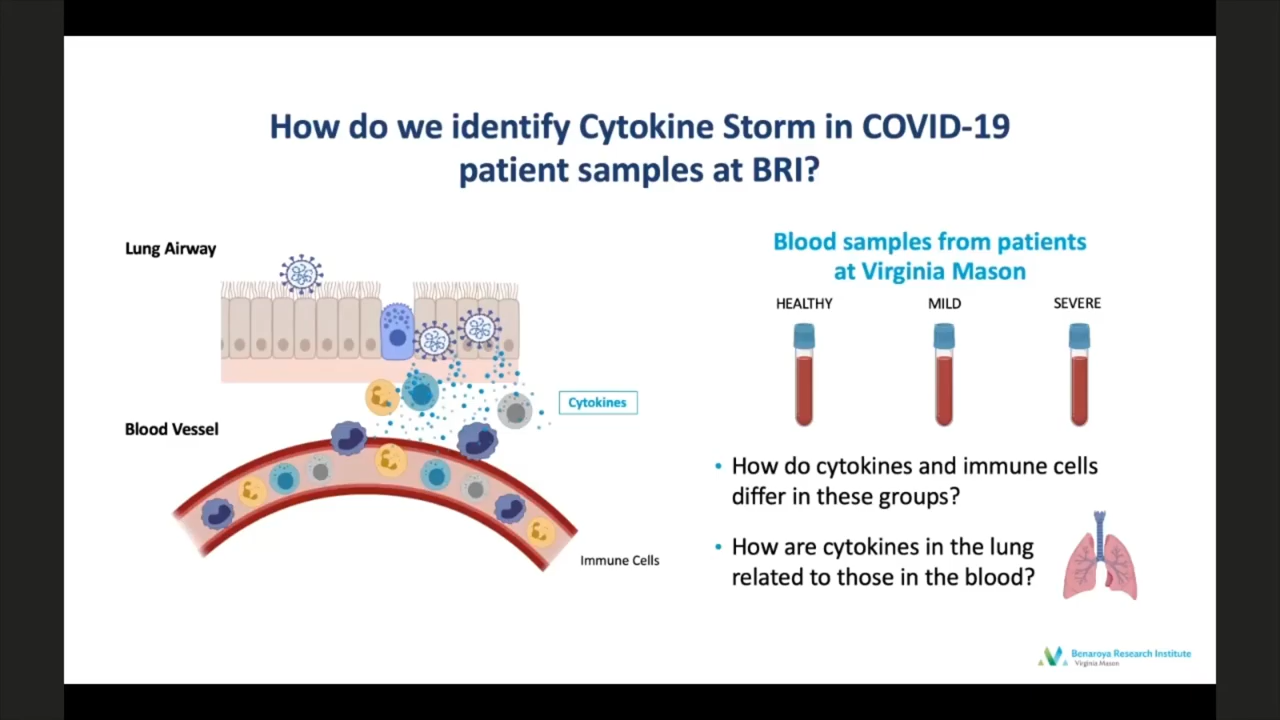 How do we identify Cytokine Storm in COVID-19
patient samples at BRI?
Lung Airway
Cytokines
Blood Vessel
Immune Cells
Blood samples from patients
at Virginia Mason
HEALTHY
MILD
SEVERE
• How do cytokines and immune cells
differ in these groups?
• How are cytokines in the lung
related to those in the blood?
Benaroya Research Institute
Virginia Mason